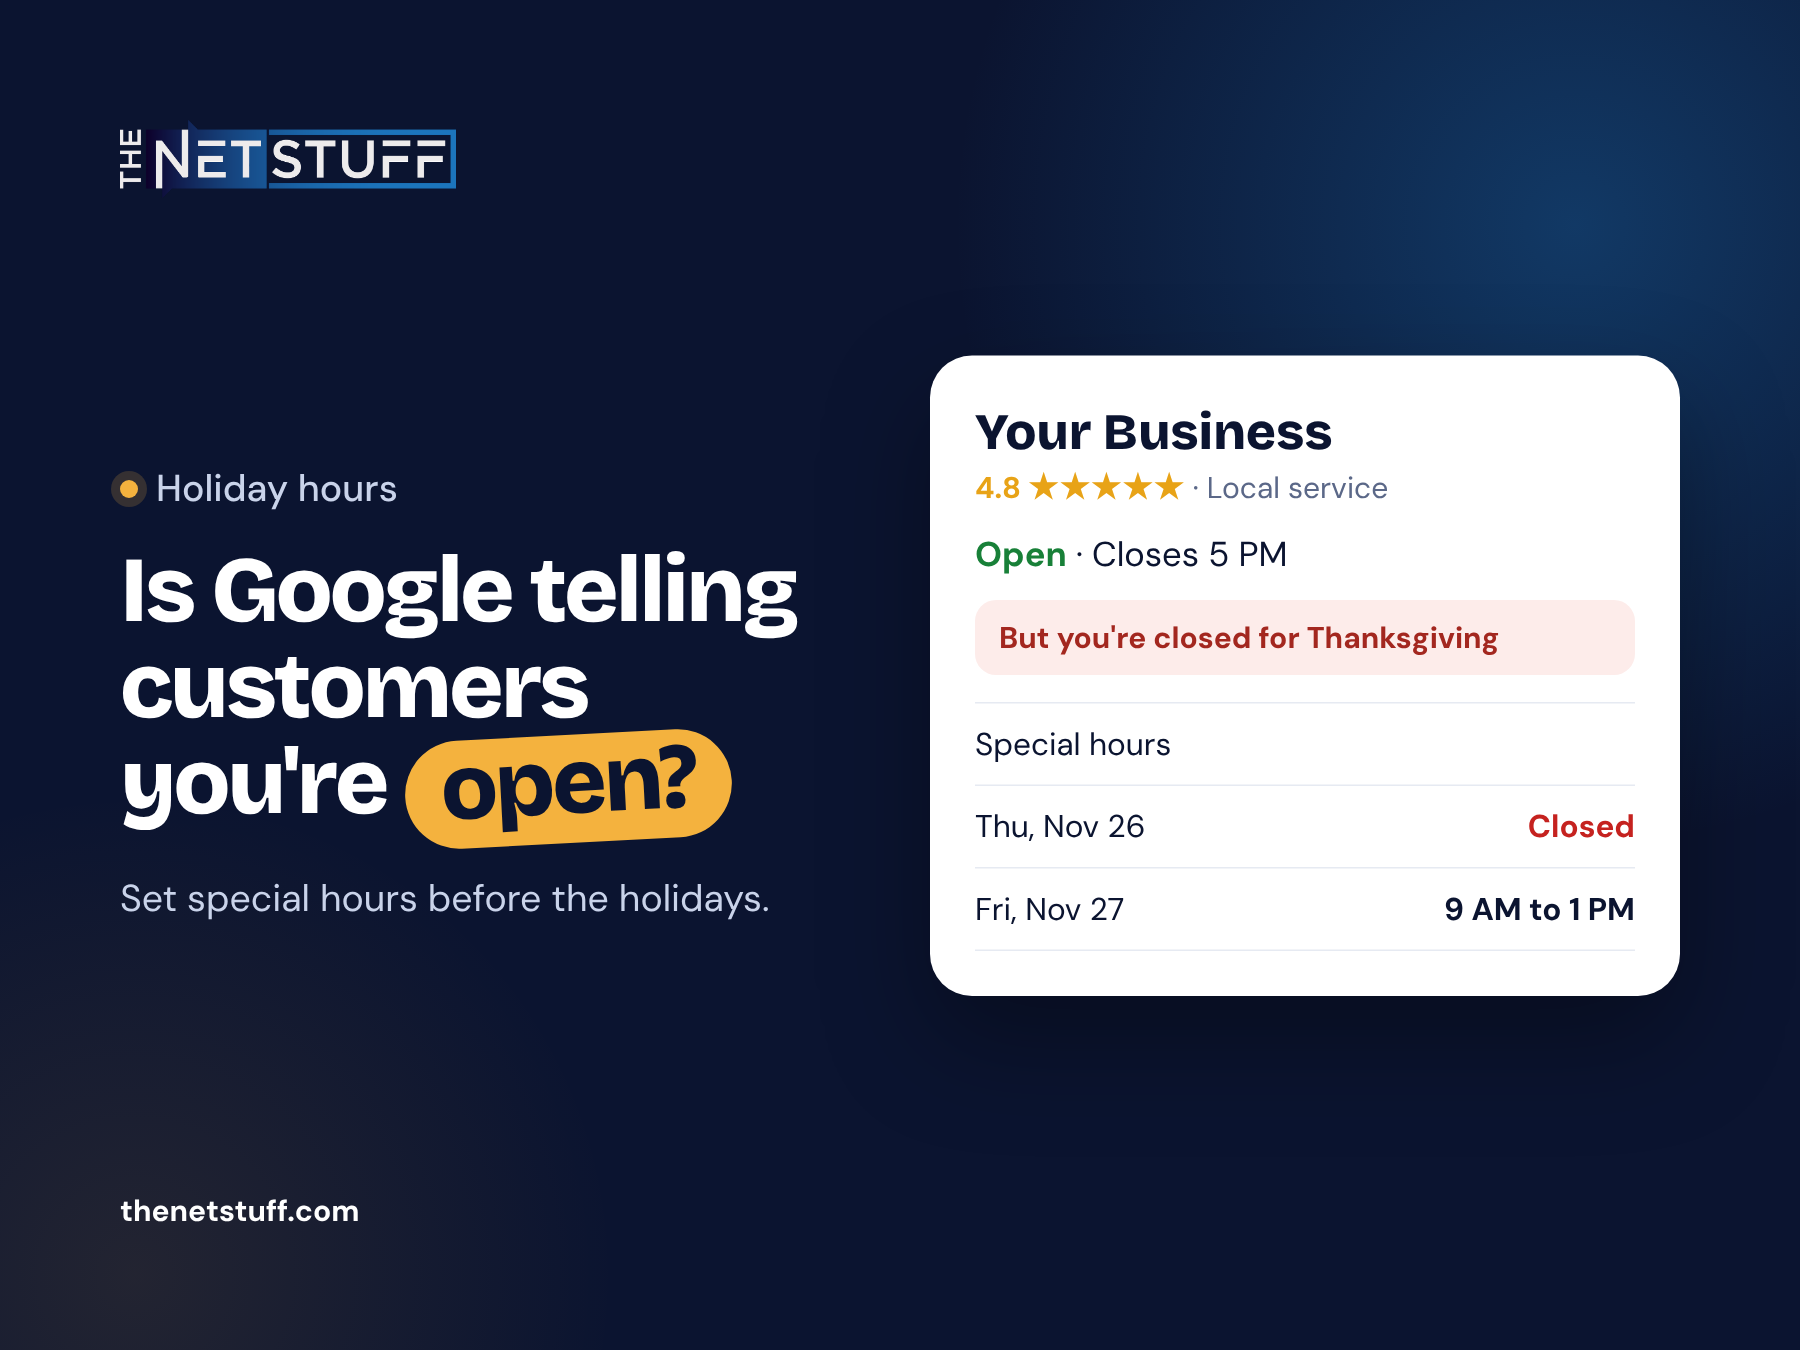 THE NETSTUFF
Holiday hours
Is Google telling
customers
you're open?
Set special hours before the holidays.
thenetstuff.com
Your Business
4.8 ★★★★★ · Local service
Open · Closes 5 PM
But you're closed for Thanksgiving
Special hours
Thu, Nov 26 Closed
Fri, Nov 27 9 AM to 1 PM